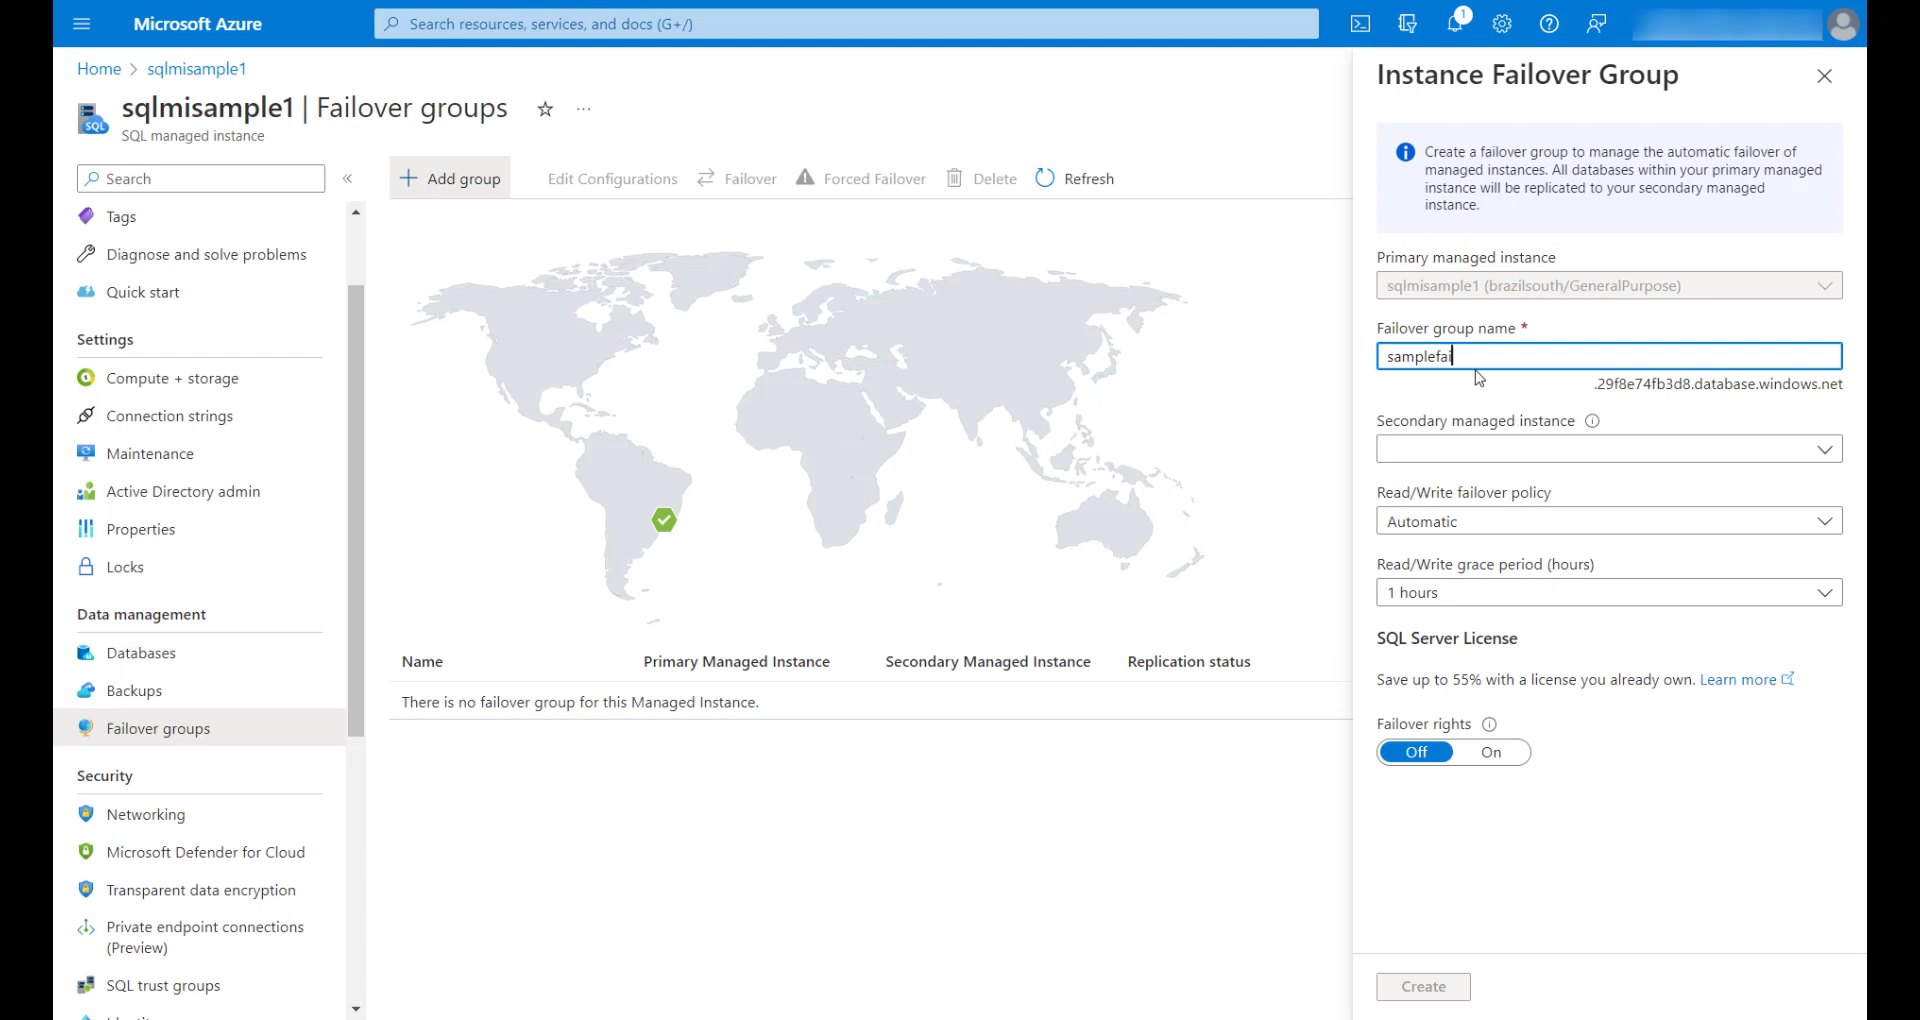 Microsoft Azure
Search resources, services, and docs (G+/)
1
Home > sqlmisample1
sqlmisample1 | Failover groups
SQL managed instance
SQL
Search
Tags
Diagnose and solve problems
Quick start
Settings
Compute + storage
Connection strings
Maintenance
Active Directory admin
Properties
Locks
Data management
Databases
Backups
Failover groups
Security
Networking
Microsoft Defender for Cloud
Transparent data encryption
Private endpoint connections
(Preview)
SQL trust groups
Add group
Edit Configurations
Failover
Forced Failover
Delete
Refresh
Name Primary Managed Instance Secondary Managed Instance Replication status
There is no failover group for this Managed Instance.
Instance Failover Group
Create a failover group to manage the automatic failover of
managed instances. All databases within your primary managed
instance will be replicated to your secondary managed
instance.
Primary managed instance
sqlmisample1 (brazilsouth/GeneralPurpose)
Failover group name *
samplefai
.29f8e74fb3d8.database.windows.net
Secondary managed instance
Read/Write failover policy
Automatic
Read/Write grace period (hours)
1 hours
SQL Server License
Save up to 55% with a license you already own. Learn more
Failover rights
Off On
Create